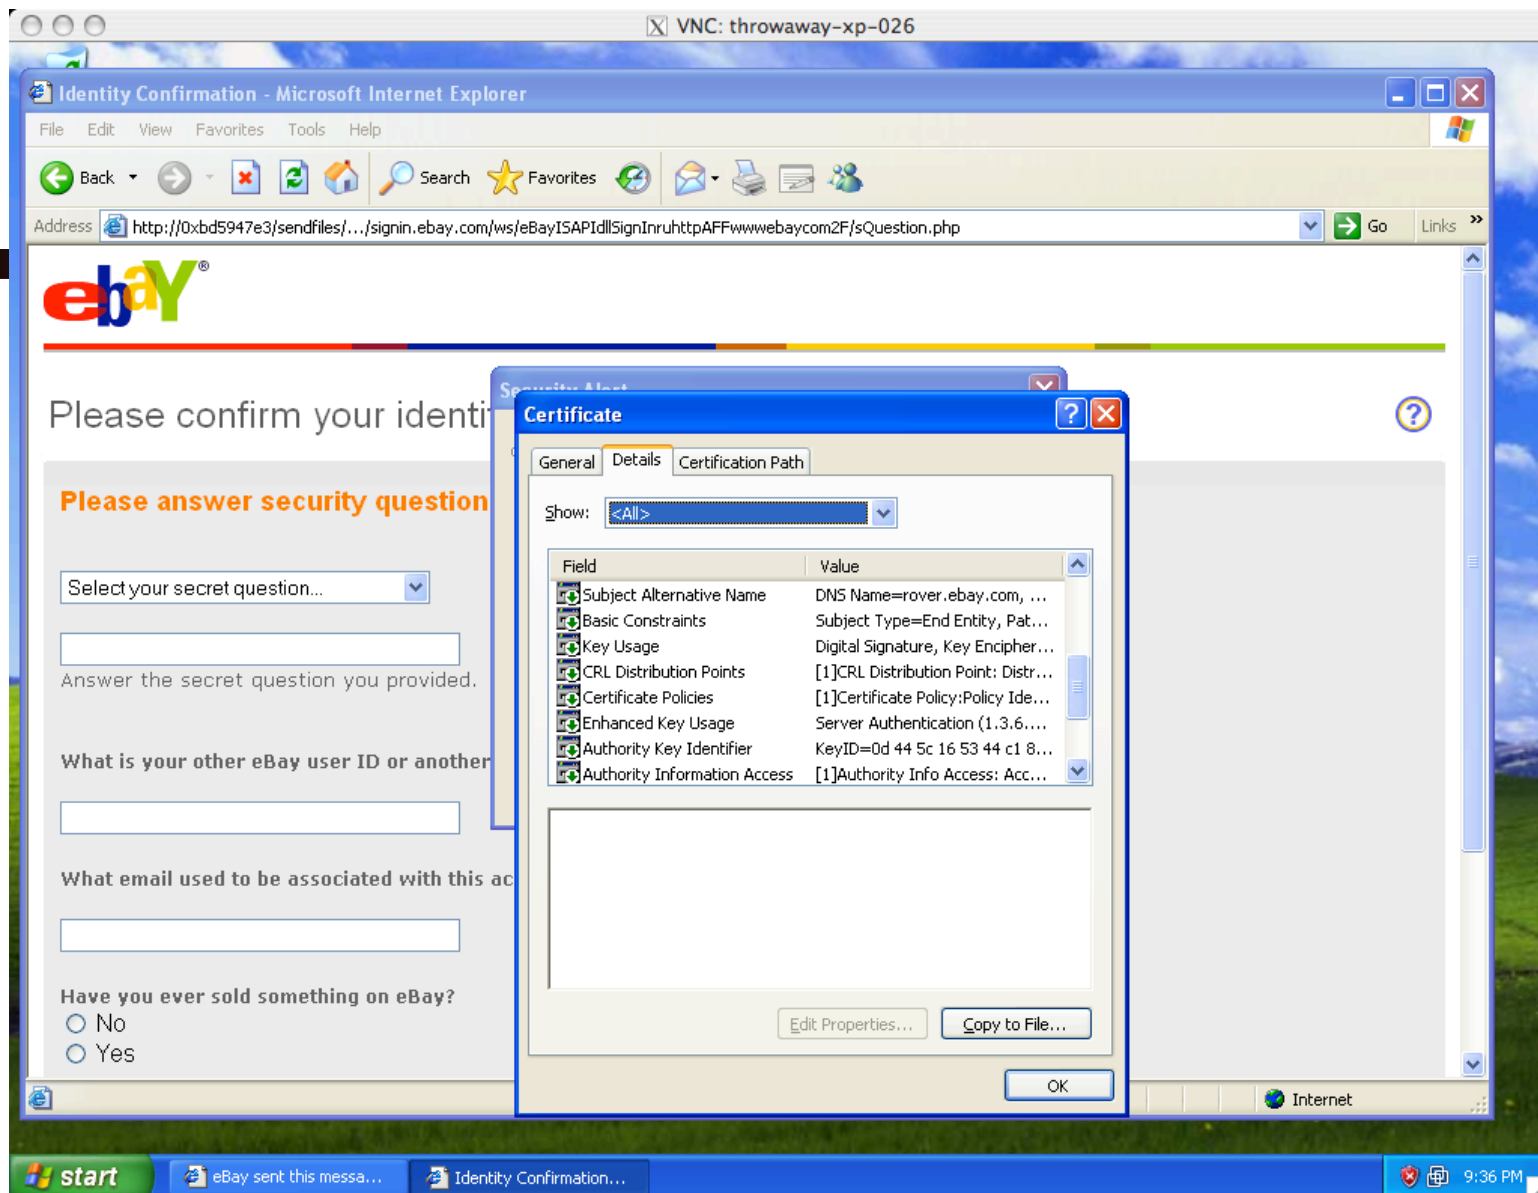 VNC: throwaway-xp-026
Identity Confirmation - Microsoft Internet Explorer
File Edit View Favorites Tools Help
Back Search Favorites
Address http://0xbd5947e3/sendfiles/.../signin.ebay.com/ws/eBayISAPIdllSignInruhttpAFFwwwebaycom2F/sQuestion.php Go Links »
ebaY®
Security Alert
Please confirm your identi
Certificate
General Details Certification Path
Please answer security question
Show: <All>
Field Value
Select your secret question...
Subject Alternative Name DNS Name=rover.ebay.com, ...
Basic Constraints Subject Type=End Entity, Pat...
Key Usage Digital Signature, Key Encipher...
CRL Distribution Points [1]CRL Distribution Point: Distr...
Answer the secret question you provided.
Certificate Policies [1]Certificate Policy:Policy Ide...
Enhanced Key Usage Server Authentication (1.3.6....
Authority Key Identifier KeyID=0d 44 5c 16 53 44 c1 8...
What is your other eBay user ID or another
Authority Information Access [1]Authority Info Access: Acc...
What email used to be associated with this ac
Have you ever sold something on eBay?
No
Edit Properties... Copy to File...
Yes
OK
Internet
start eBay sent this messa... Identity Confirmation... 9:36 PM